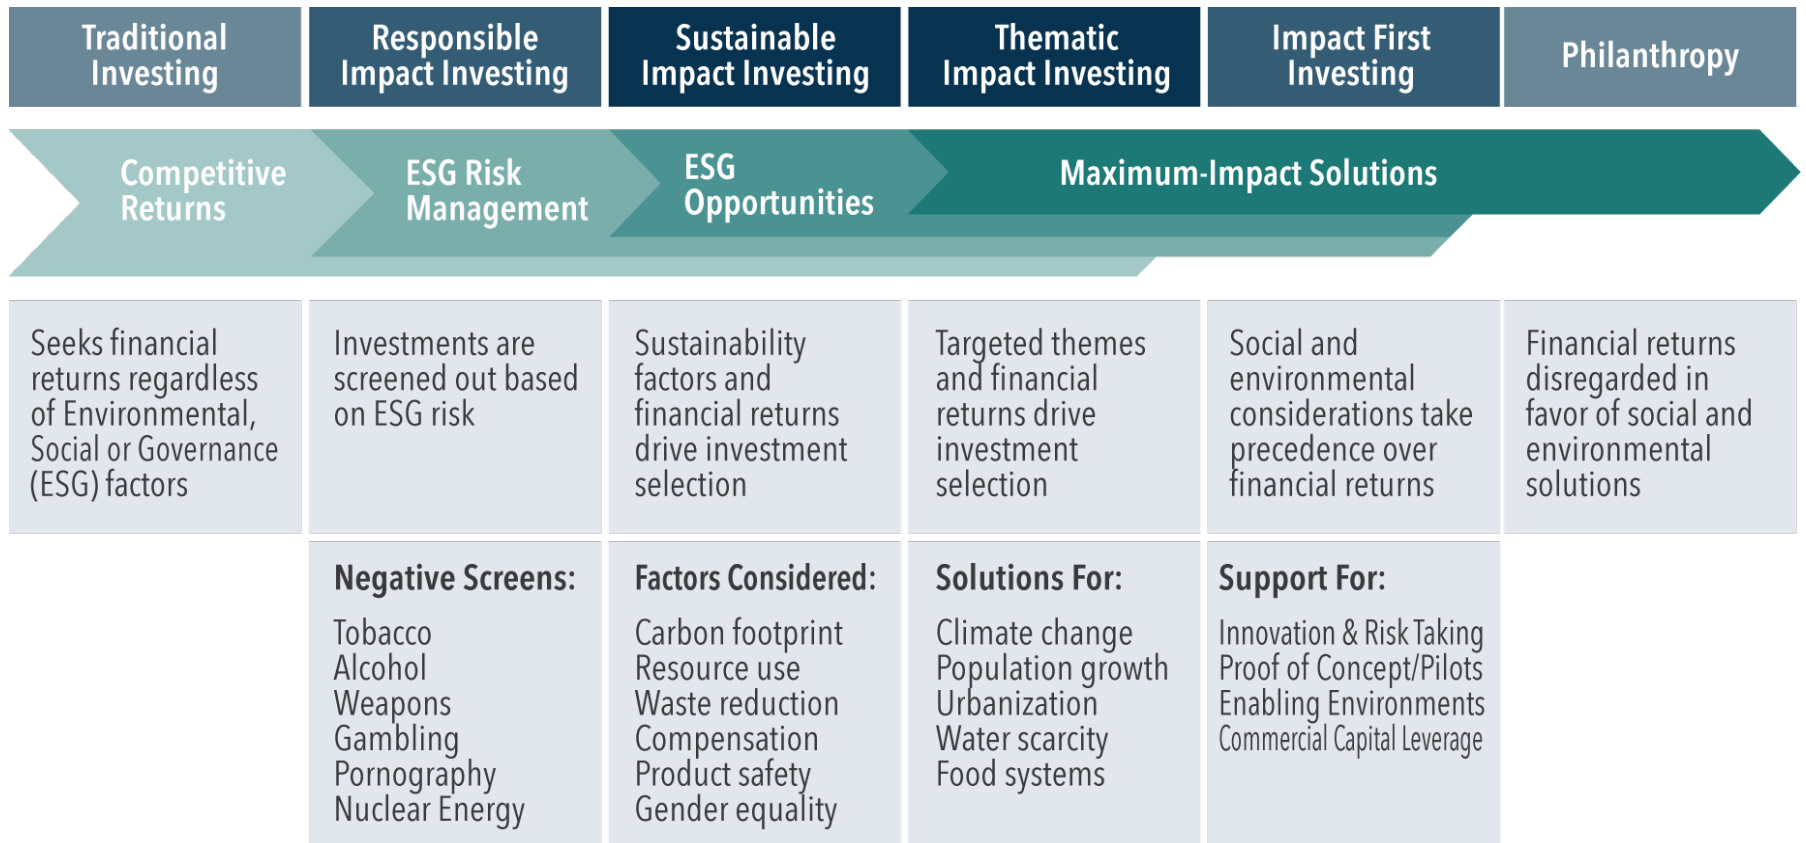 Traditional
Investing
Responsible
Impact Investing
Sustainable
Impact Investing
Thematic
Impact Investing
Impact First
Investing
Philanthropy
Competitive
Returns
ESG Risk
Management
ESG
Opportunities
Maximum-Impact Solutions
Seeks financial
returns regardless
of Environmental,
Social or Governance
(ESG) factors
Investments are
screened out based
on ESG risk
Sustainability
factors and
financial returns
drive investment
selection
Targeted themes
and financial
returns drive
investment
selection
Social and
environmental
considerations take
precedence over
financial returns
Financial returns
disregarded in
favor of social and
environmental
solutions
Negative Screens:
Tobacco
Alcohol
Weapons
Gambling
Pornography
Nuclear Energy
Factors Considered:
Carbon footprint
Resource use
Waste reduction
Compensation
Product safety
Gender equality
Solutions For:
Climate change
Population growth
Urbanization
Water scarcity
Food systems
Support For:
Innovation & Risk Taking
Proof of Concept/Pilots
Enabling Environments
Commercial Capital Leverage